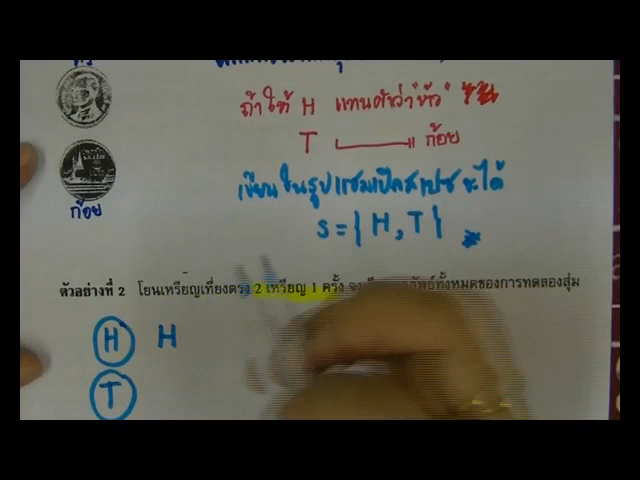 ถ้าให้ H แทนคำว่า "หัว"
T ก้อย
เขียนในรูปแซมเปิลสเปซ จะได้
S = { H, T }
ก้อย
ตัวอย่างที่ 2 โยนเหรียญเที่ยงตรง 2 เหรียญ 1 ครั้ง จง ทั้งหมดของการทดลองสุ่ม
H H
T